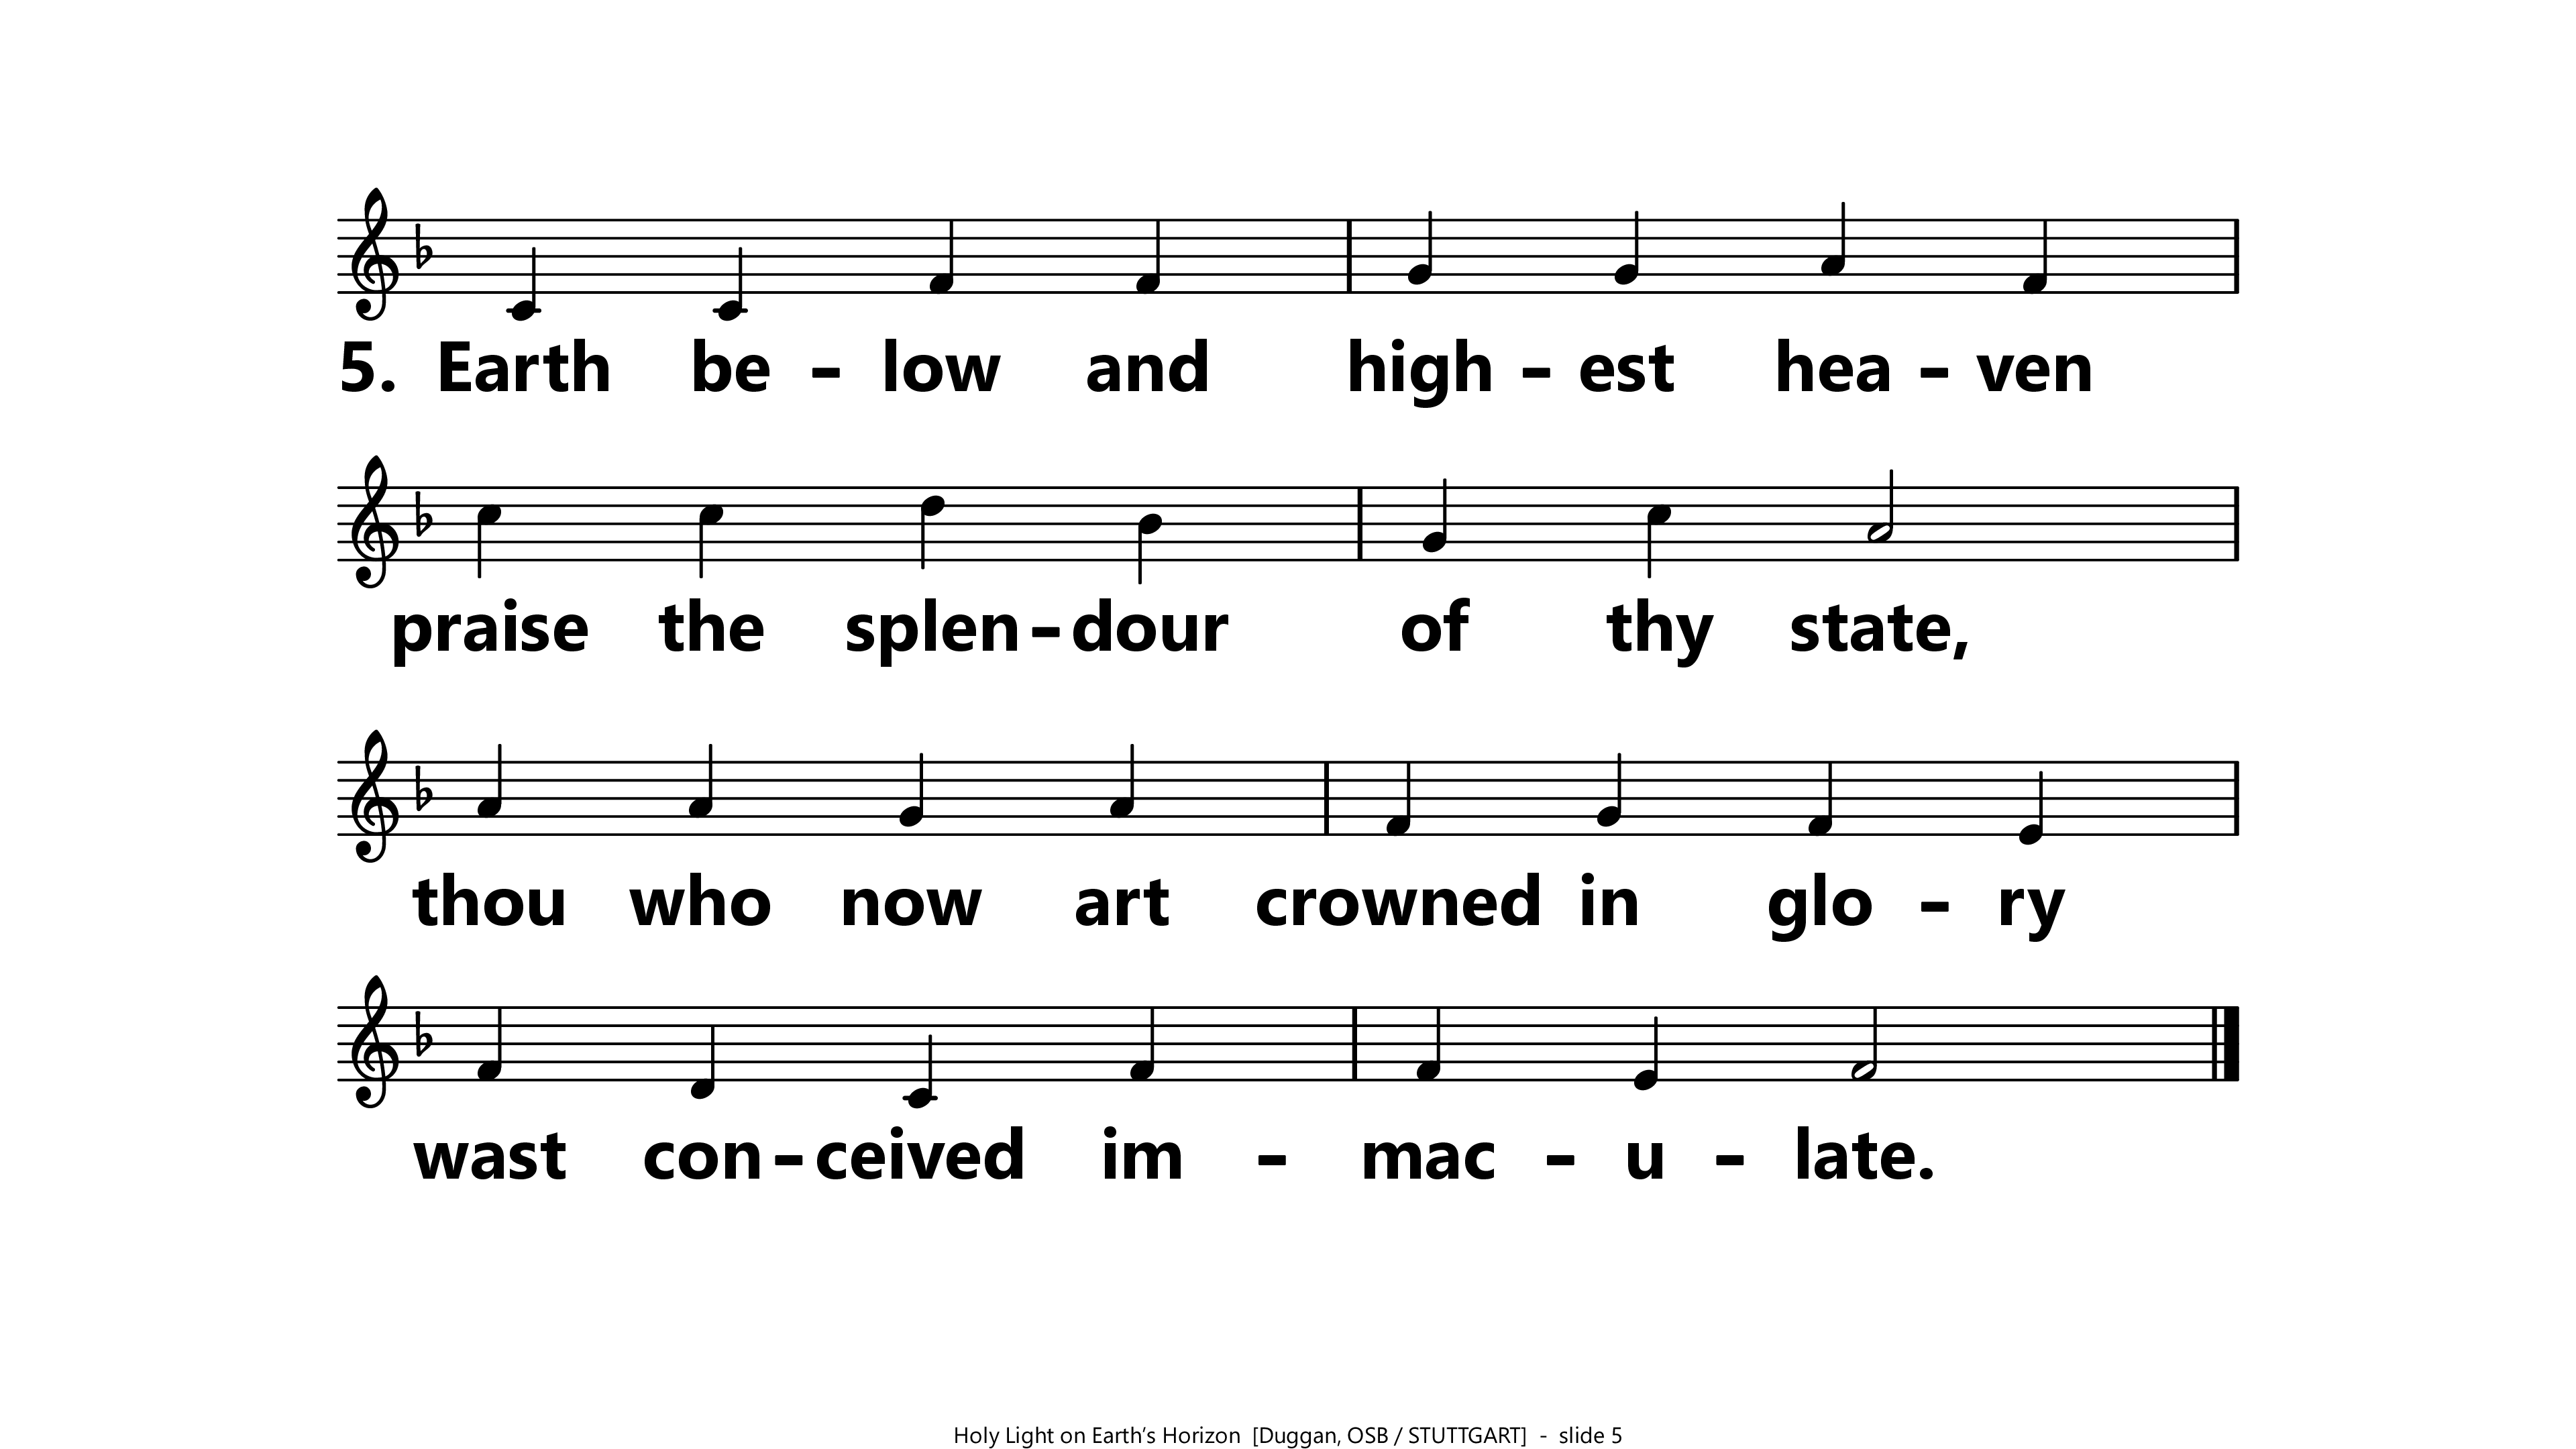 5. Earth be - low and high - est hea - ven
praise the splen - dour of thy state,
thou who now art crowned in glo - ry
wast con - ceived im - mac - u - late.
Holy Light on Earth’s Horizon [Duggan, OSB / STUTTGART] - slide 5